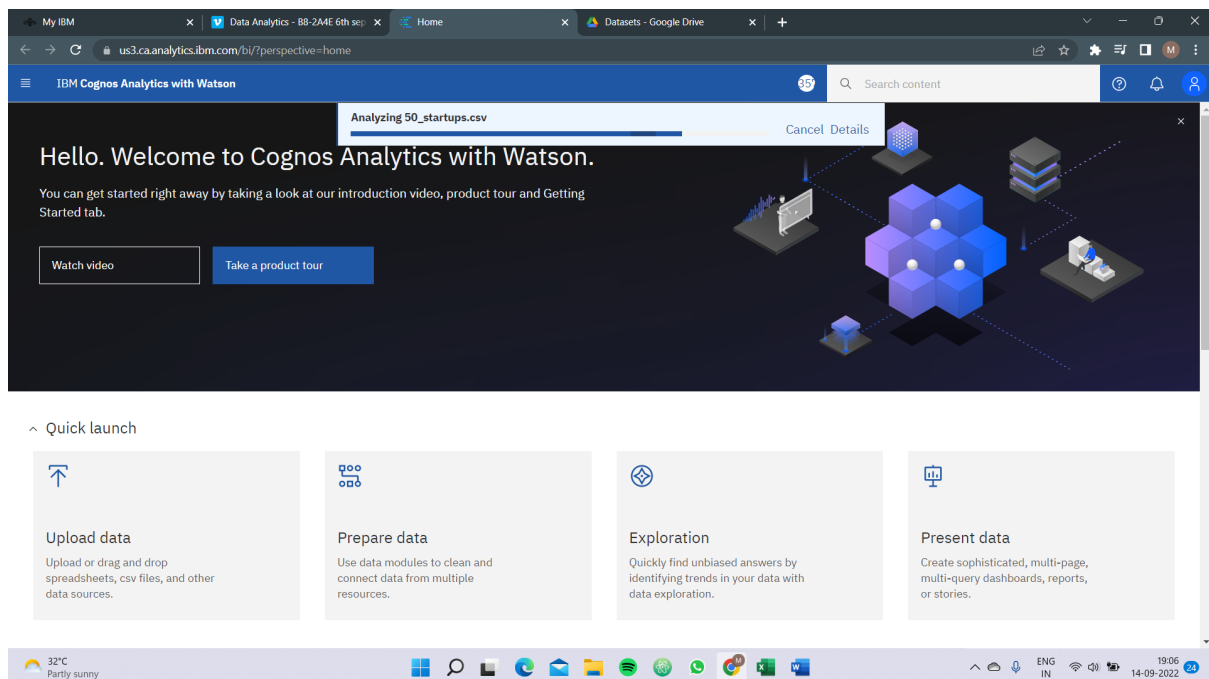 My IBM
Data Analytics - B8-2A4E 6th sep
Home
Datasets - Google Drive
us3.ca.analytics.ibm.com/bi/?perspective=home
M
IBM Cognos Analytics with Watson
35
Search content
Analyzing 50_startups.csv
Cancel Details
Hello. Welcome to Cognos Analytics with Watson.
You can get started right away by taking a look at our introduction video, product tour and Getting
Started tab.
Watch video
Take a product tour
Quick launch
Upload data
Upload or drag and drop
spreadsheets, csv files, and other
data sources.
Prepare data
Use data modules to clean and
connect data from multiple
resources.
Exploration
Quickly find unbiased answers by
identifying trends in your data with
data exploration.
Present data
Create sophisticated, multi-page,
multi-query dashboards, reports,
or stories.
32°C
Partly sunny
M
ENG
IN
19:06
14-09-2022
24